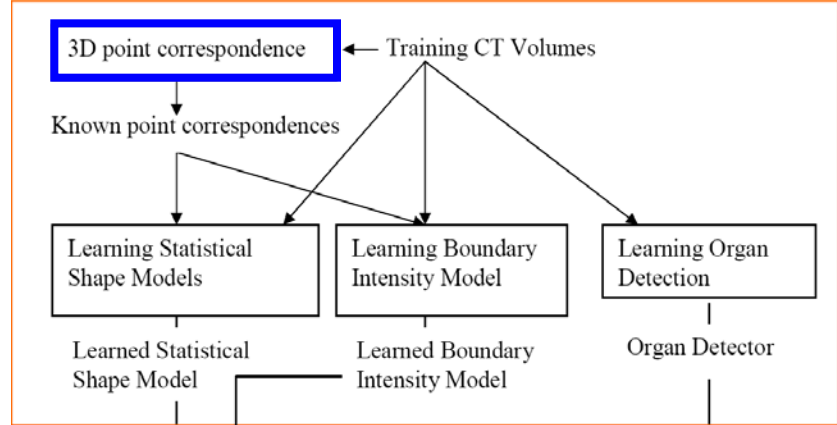 3D point correspondence
Training CT Volumes
Known point correspondences
Learning Statistical
Shape Models
Learning Boundary
Intensity Model
Learning Organ
Detection
Learned Statistical
Shape Model
Learned Boundary
Intensity Model
Organ Detector